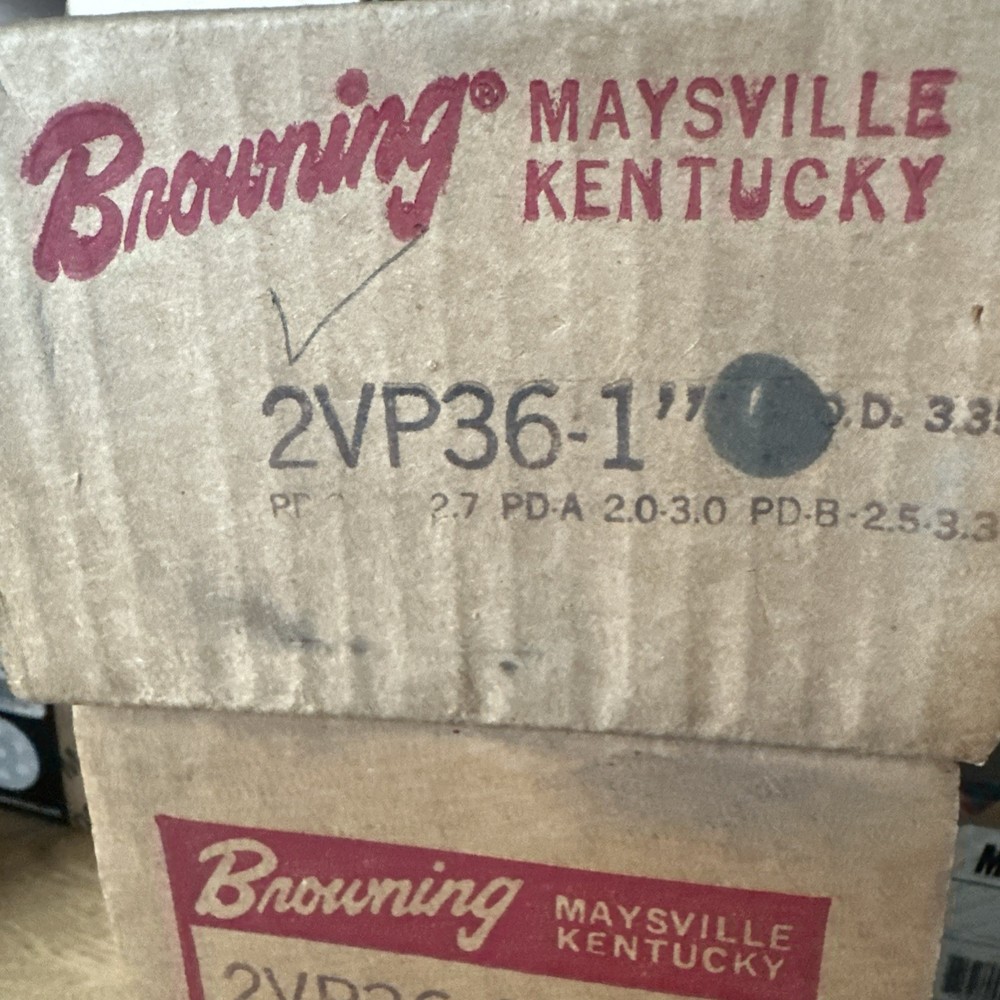 Browning® MAYSVILLE
KENTUCKY
2VP36-1”
O.D. 3.35
2.7 PD-A 2.0-3.0 PD-B-2.5-3.3
Browning MAYSVILLE
KENTUCKY
2VP36